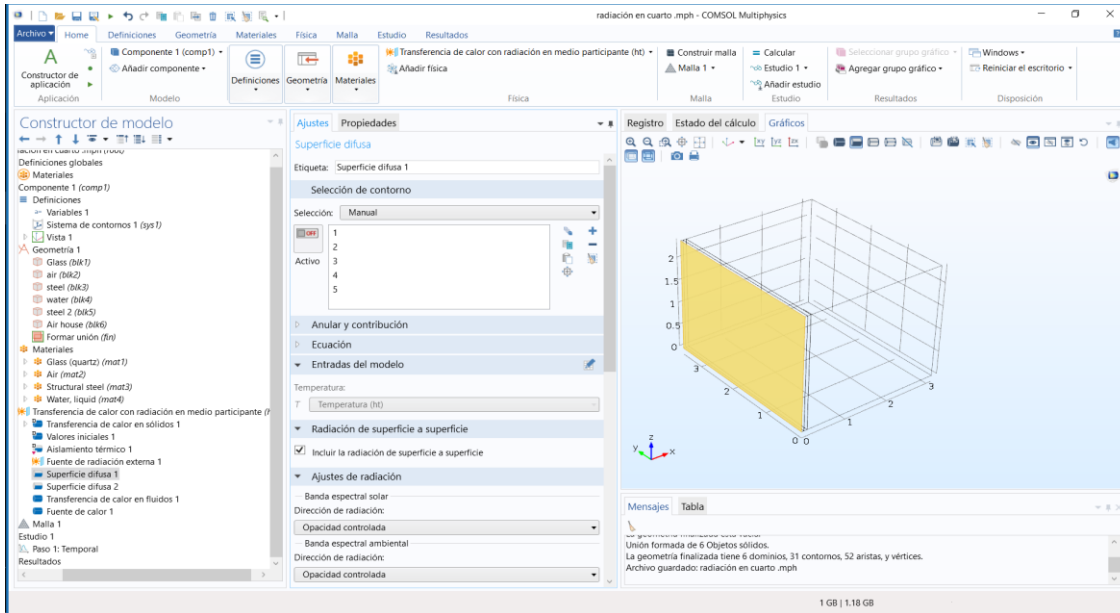 radiación en cuarto .mph - COMSOL Multiphysics
Archivo Home Definiciones Geometría Materiales Física Malla Estudio Resultados
Constructor de aplicación
Componente 1 (comp1)
Añadir componente
Definiciones Geometría Materiales
Transferencia de calor con radiación en medio participante (ht)
Añadir física
Construir malla
Malla 1
Calcular
Estudio 1
Añadir estudio
Seleccionar grupo gráfico
Agregar grupo gráfico
Windows
Reiniciar el escritorio
Aplicación Modelo Física Malla Estudio Resultados Disposición
Constructor de modelo
Definiciones globales
Materiales
Componente 1 (comp1)
Definiciones
Variables 1
Sistema de contornos 1 (sys1)
Vista 1
Geometría 1
Glass (blk1)
air (blk2)
steel (blk3)
water (blk4)
steel 2 (blk5)
Air house (blk6)
Formar unión (fin)
Materiales
Glass (quartz) (mat1)
Air (mat2)
Structural steel (mat3)
Water, liquid (mat4)
Transferencia de calor con radiación en medio participante (
Transferencia de calor en sólidos 1
Valores iniciales 1
Aislamiento térmico 1
Fuente de radiación externa 1
Superficie difusa 1
Superficie difusa 2
Transferencia de calor en fluidos 1
Fuente de calor 1
Malla 1
Estudio 1
Paso 1: Temporal
Resultados
Ajustes Propiedades
Superficie difusa
Etiqueta: Superficie difusa 1
Selección de contorno
Selección: Manual
OFF
Activo
1
2
3
4
5
Anular y contribución
Ecuación
Entradas del modelo
Temperatura:
T Temperatura (ht)
Radiación de superficie a superficie
Incluir la radiación de superficie a superficie
Ajustes de radiación
Banda espectral solar
Dirección de radiación:
Opacidad controlada
Banda espectral ambiental
Dirección de radiación:
Opacidad controlada
Registro Estado del cálculo Gráficos
2
1.5
1
0.5
0
3
2
1
0 0
1
2
3
z
y
x
Mensajes Tabla
Unión formada de 6 Objetos sólidos.
La geometría finalizada tiene 6 dominios, 31 contornos, 52 aristas, y vértices.
Archivo guardado: radiación en cuarto .mph
1 GB | 1.18 GB